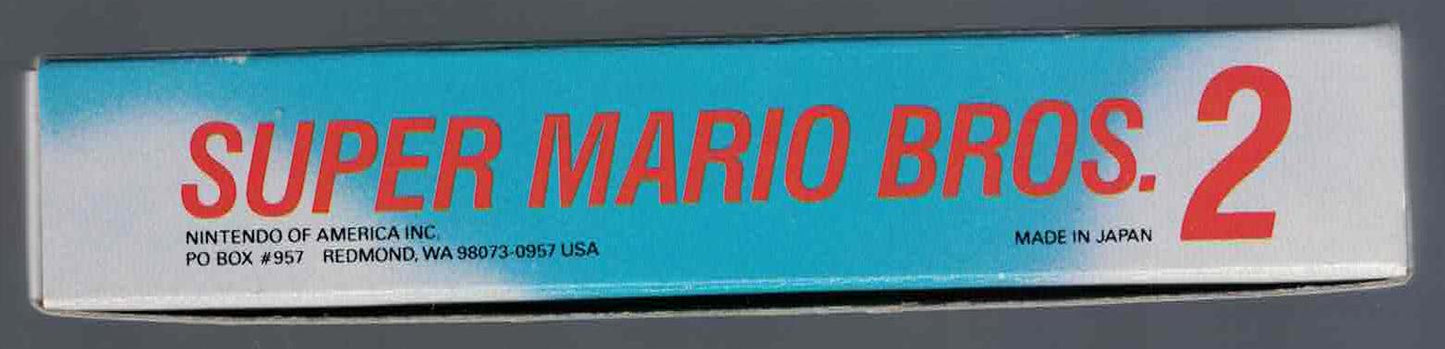 SUPER MARIO BROS. 2
NINTENDO OF AMERICA INC.
PO BOX #957 REDMOND, WA 98073-0957 USA
MADE IN JAPAN